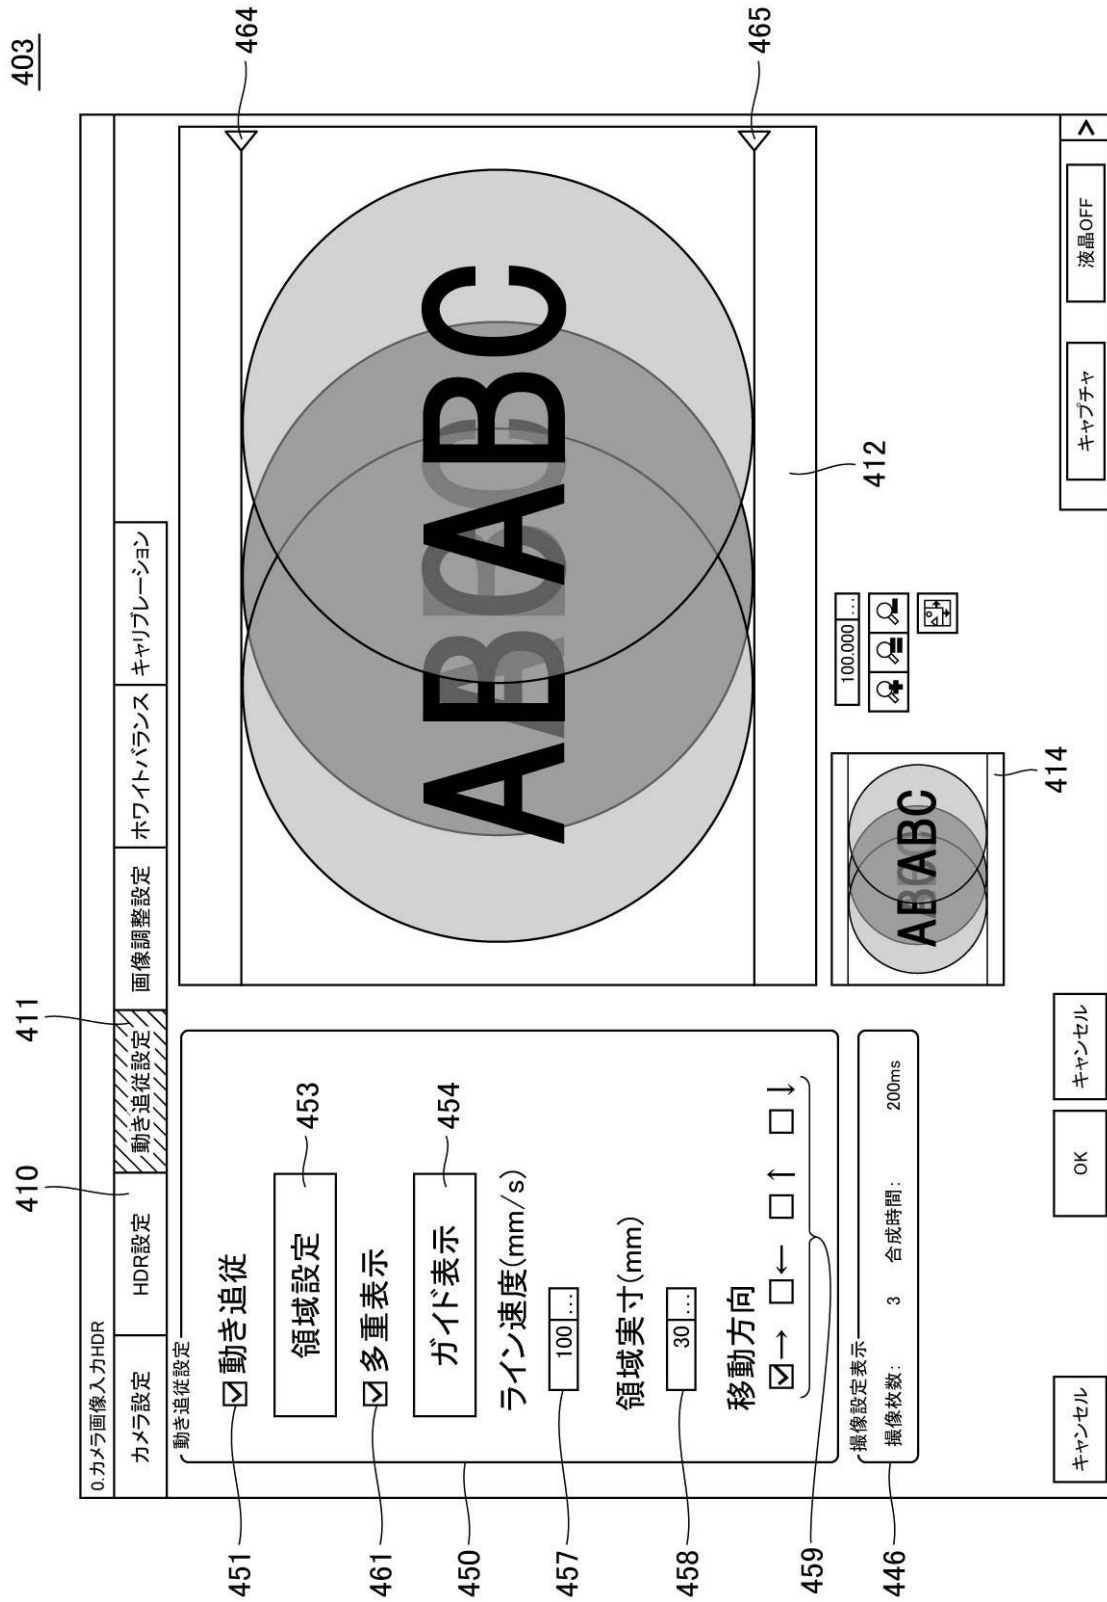 403
410
411
0.カメラ画像入力HDR
カメラ設定
HDR設定
動き追従設定
画像調整設定
ホワイトバランス
キャリブレーション
動き追従設定
451
動き追従
領域設定
453
461
多重表示
450
ガイド表示
454
ライン速度(mm/s)
457
100 ...
領域実寸(mm)
458
30 ...
移動方向
→ ← ↑ ↓
459
撮像設定表示
撮像枚数: 3 合成時間: 200ms
446
464
ABC
ABC
ABC
465
412
100.000 ...
ABC
ABC
ABC
414
キャンセル
OK
キャンセル
キャプチャ
液晶OFF
>